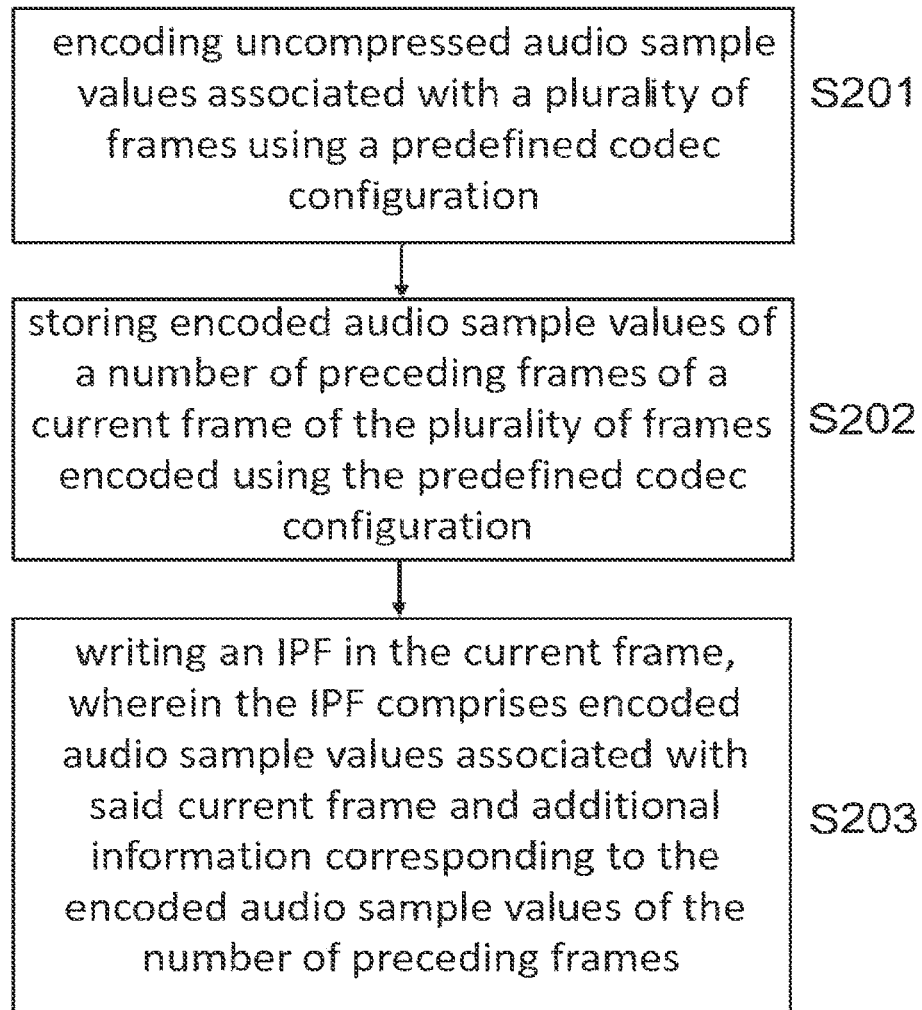 encoding uncompressed audio sample
values associated with a plurality of
frames using a predefined codec
configuration
S201
storing encoded audio sample values of
a number of preceding frames of a
current frame of the plurality of frames
encoded using the predefined codec
configuration
S202
writing an IPF in the current frame,
wherein the IPF comprises encoded
audio sample values associated with
said current frame and additional
information corresponding to the
encoded audio sample values of the
number of preceding frames
S203